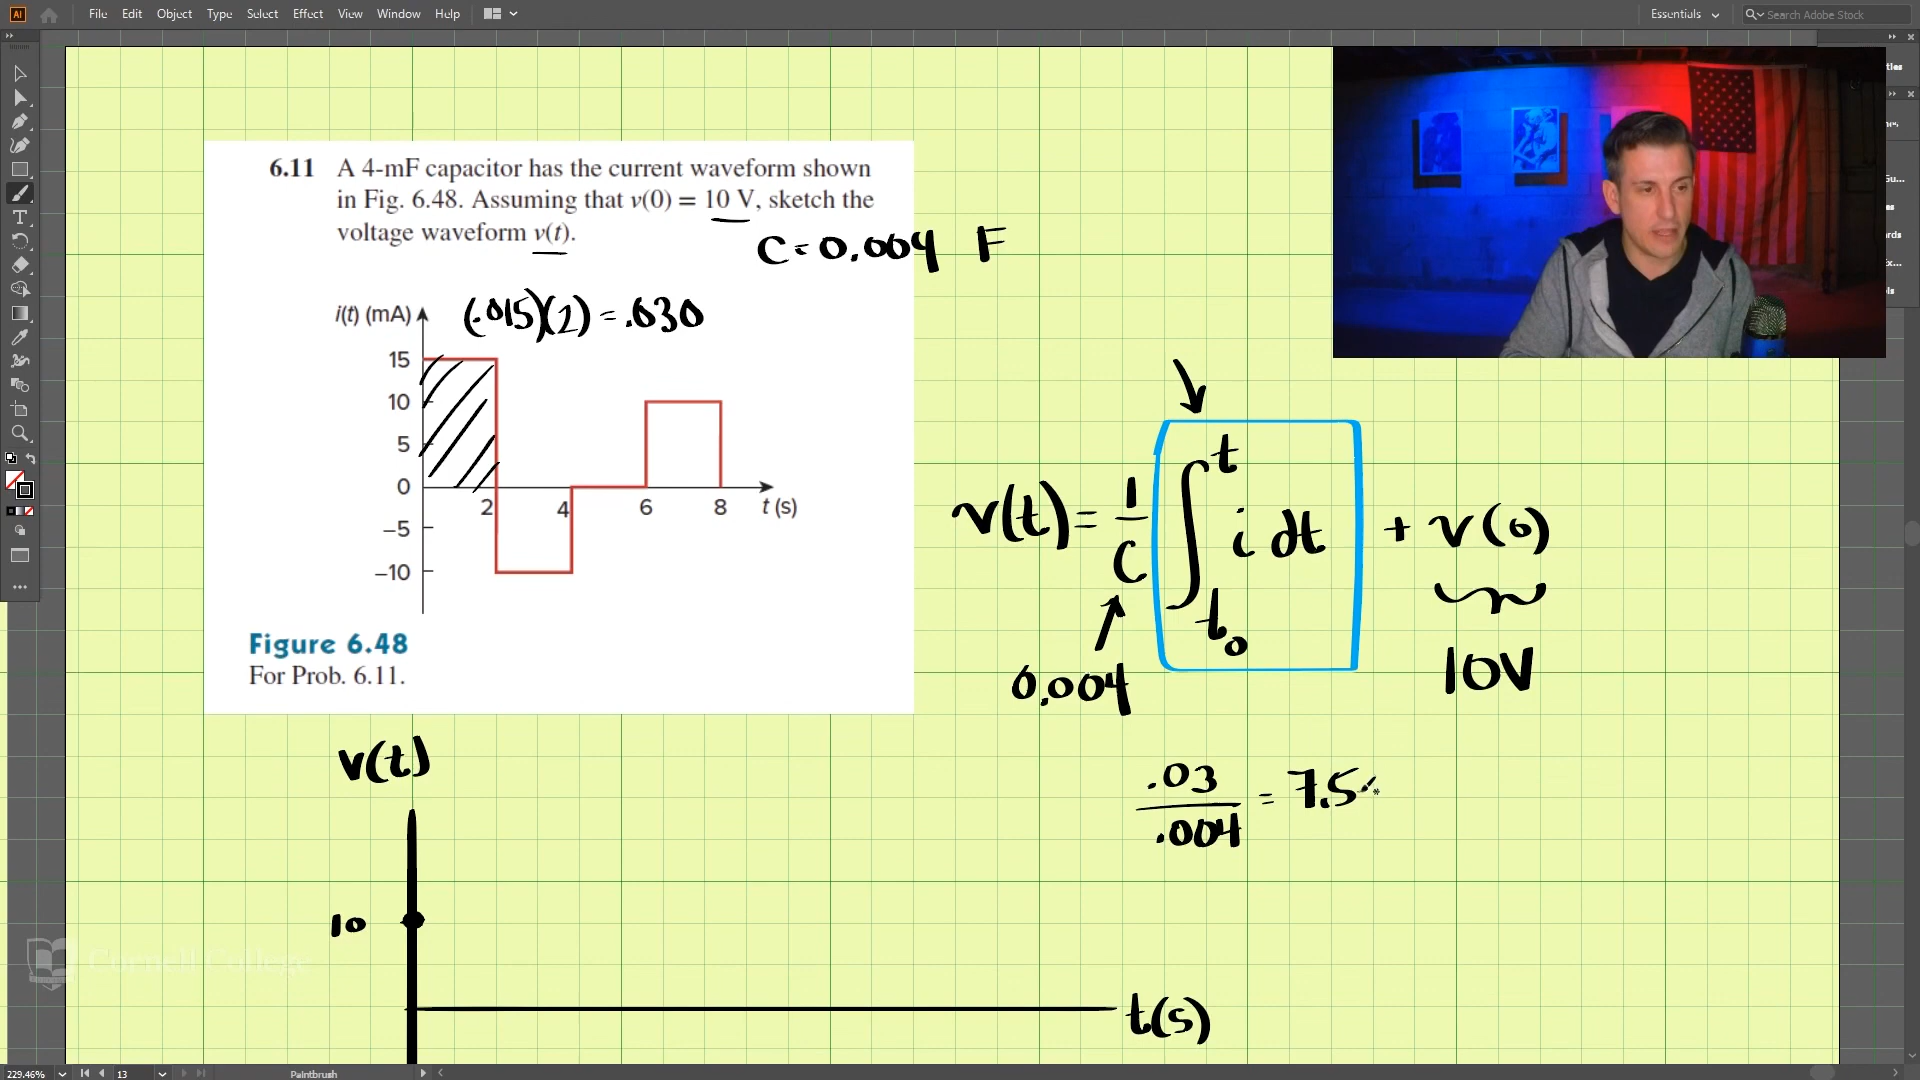 Ai File Edit Object Type Select Effect View Window Help
Essentials
Search Adobe Stock
6.11 A 4-mF capacitor has the current waveform shown
in Fig. 6.48. Assuming that v(0) = 10 V, sketch the
voltage waveform v(t).
C = 0.004 F
i(t) (mA)
(.015)(2) = .030
15
10
5
0
-5
-10
2 4 6 8 t (s)
Figure 6.48
For Prob. 6.11.
v(t) = 1/C ∫ t t₀ i dt + v(0)
0.004
10V
.03
.004
= 7.5
v(t)
10
t(s)
Cornell College
229.46%
13
Paintbrush